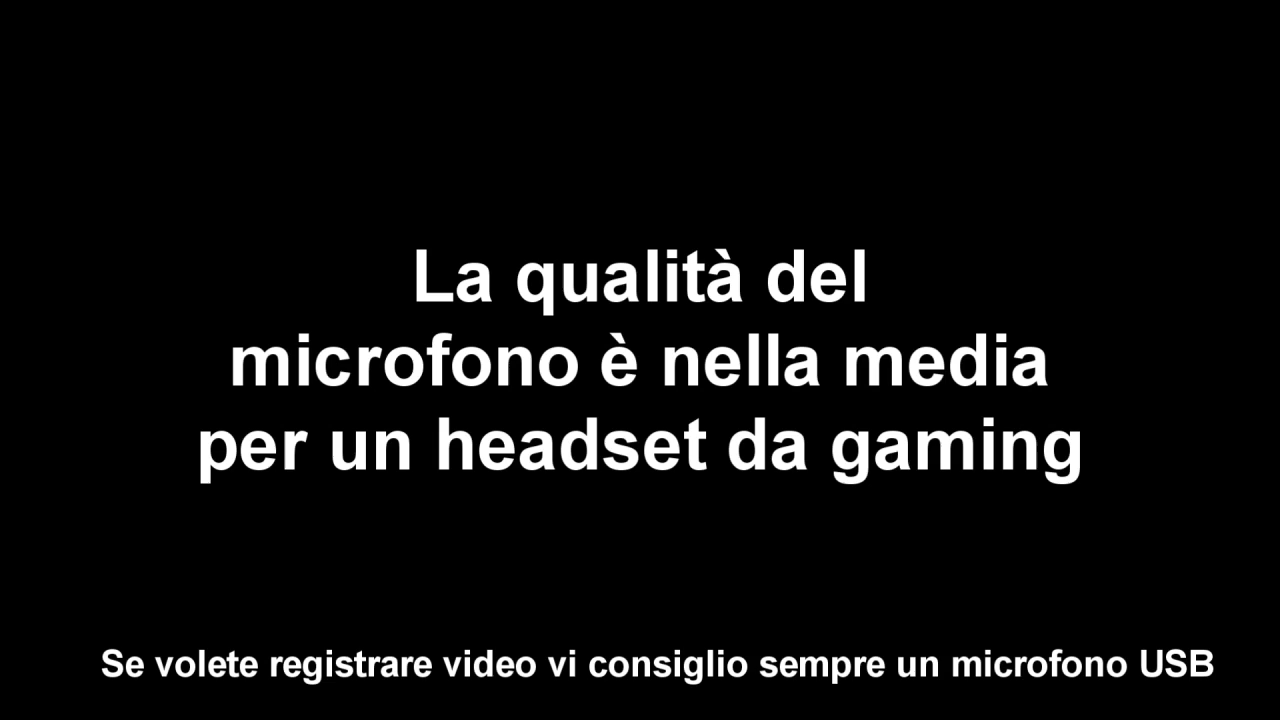 La qualità del
microfono è nella media
per un headset da gaming
Se volete registrare video vi consiglio sempre un microfono USB